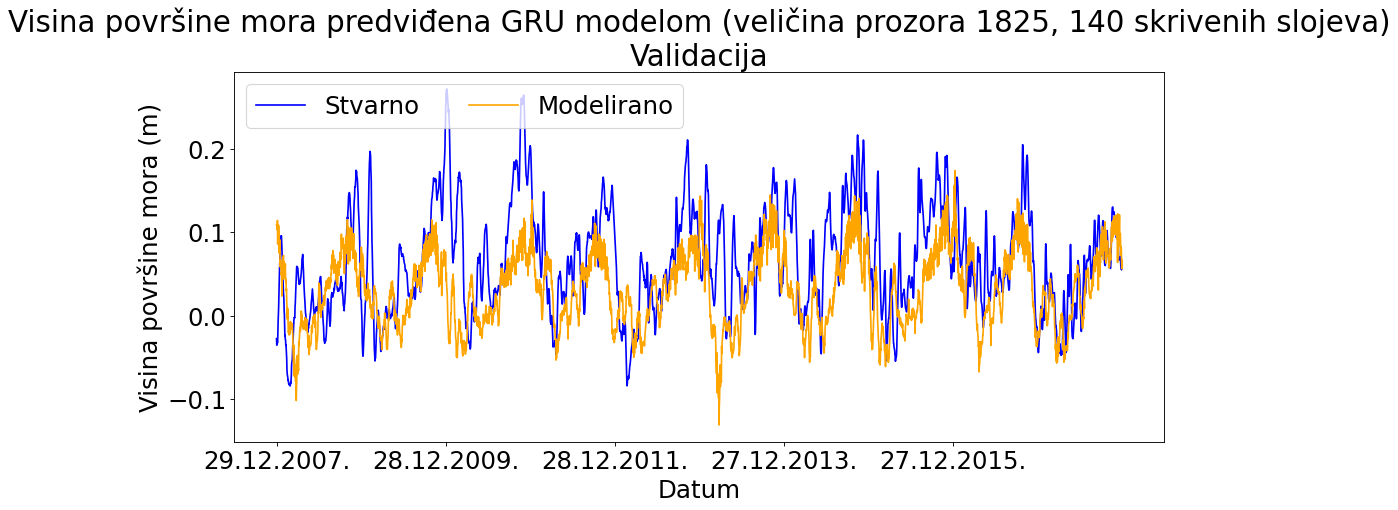 Visina površine mora predviđena GRU modelom (veličina prozora 1825, 140 skrivenih slojeva)
Validacija
Stvarno Modelirano
Visina površine mora (m)
0.2
0.1
0.0
−0.1
29.12.2007. 28.12.2009. 28.12.2011. 27.12.2013. 27.12.2015.
Datum